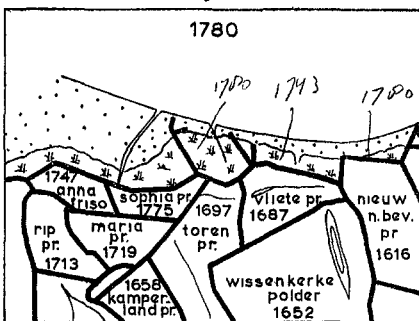 1780
1780
1743
1780
1747
anna
friso
sophia pr.
1775
1697
toren
pr.
vliete pr.
1687
nieuw
n.bev.
pr
1616
rip
pr.
1713
maria
pr.
1719
1658
kamper-
land pr.
wissenkerke
polder
1652